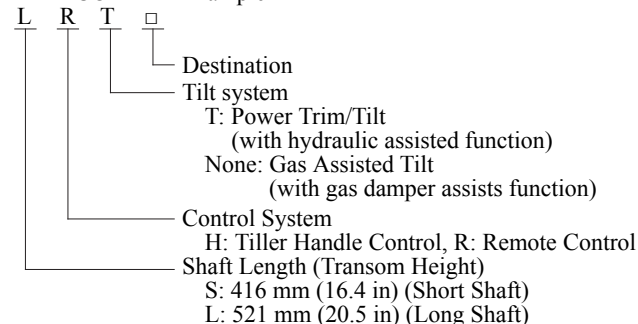 L R T □
Destination
Tilt system
T: Power Trim/Tilt
(with hydraulic assisted function)
None: Gas Assisted Tilt
(with gas damper assists function)
Control System
H: Tiller Handle Control, R: Remote Control
Shaft Length (Transom Height)
S: 416 mm (16.4 in) (Short Shaft)
L: 521 mm (20.5 in) (Long Shaft)